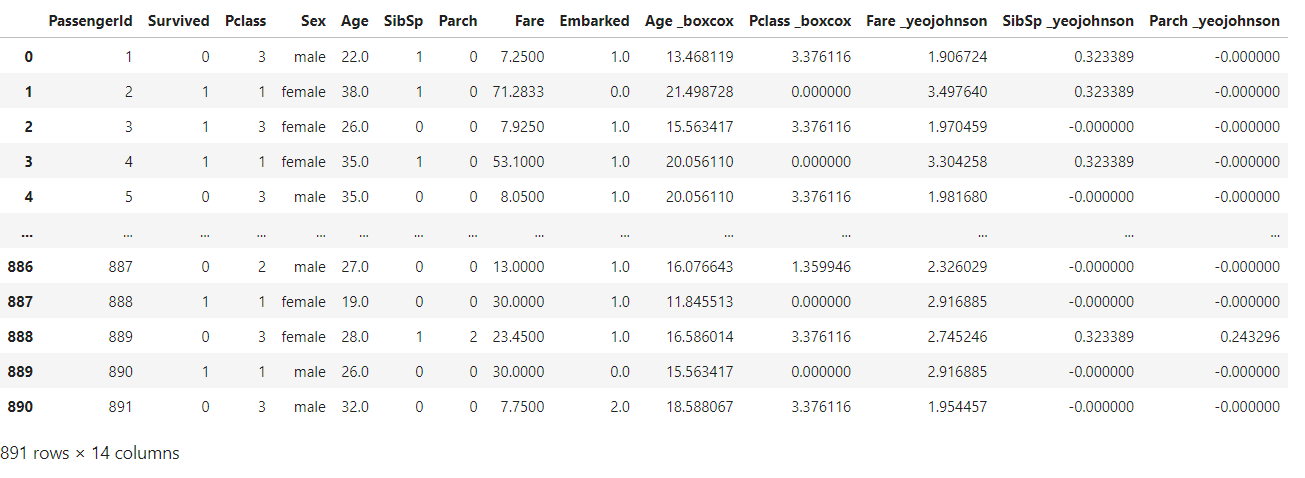 PassengerId Survived Pclass Sex Age SibSp Parch Fare Embarked Age _boxcox Pclass _boxcox Fare _yeojohnson SibSp _yeojohnson Parch _yeojohnson
0 1 0 3 male 22.0 1 0 7.2500 1.0 13.468119 3.376116 1.906724 0.323389 -0.000000
1 2 1 1 female 38.0 1 0 71.2833 0.0 21.498728 0.000000 3.497640 0.323389 -0.000000
2 3 1 3 female 26.0 0 0 7.9250 1.0 15.563417 3.376116 1.970459 -0.000000 -0.000000
3 4 1 1 female 35.0 1 0 53.1000 1.0 20.056110 0.000000 3.304258 0.323389 -0.000000
4 5 0 3 male 35.0 0 0 8.0500 1.0 20.056110 3.376116 1.981680 -0.000000 -0.000000
... ... ... ... ... ... ... ... ... ... ... ... ... ... ...
886 887 0 2 male 27.0 0 0 13.0000 1.0 16.076643 1.359946 2.326029 -0.000000 -0.000000
887 888 1 1 female 19.0 0 0 30.0000 1.0 11.845513 0.000000 2.916885 -0.000000 -0.000000
888 889 0 3 female 28.0 1 2 23.4500 1.0 16.586014 3.376116 2.745246 0.323389 0.243296
889 890 1 1 male 26.0 0 0 30.0000 0.0 15.563417 0.000000 2.916885 -0.000000 -0.000000
890 891 0 3 male 32.0 0 0 7.7500 2.0 18.588067 3.376116 1.954457 -0.000000 -0.000000
891 rows × 14 columns